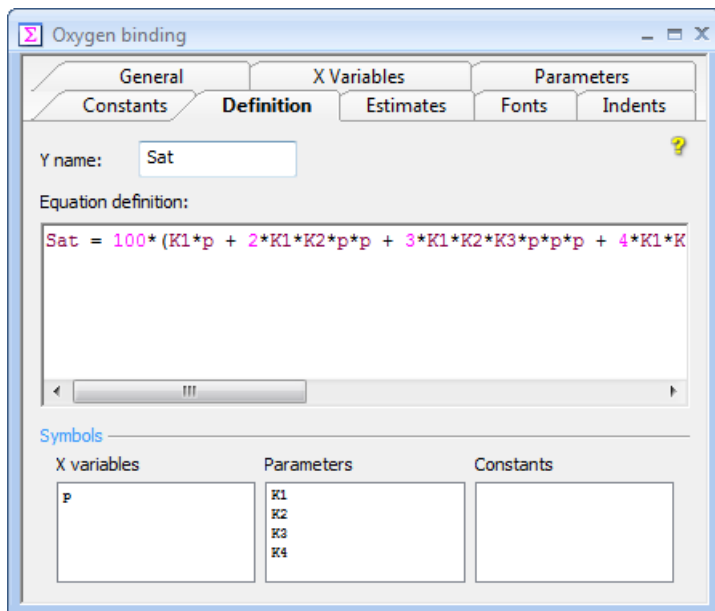 Oxygen binding
General X Variables Parameters
Constants Definition Estimates Fonts Indents
Y name: Sat
Equation definition:
Sat = 100*(K1*p + 2*K1*K2*p*p + 3*K1*K2*K3*p*p*p + 4*K1*K
Symbols
X variables Parameters Constants
p K1
K2
K3
K4